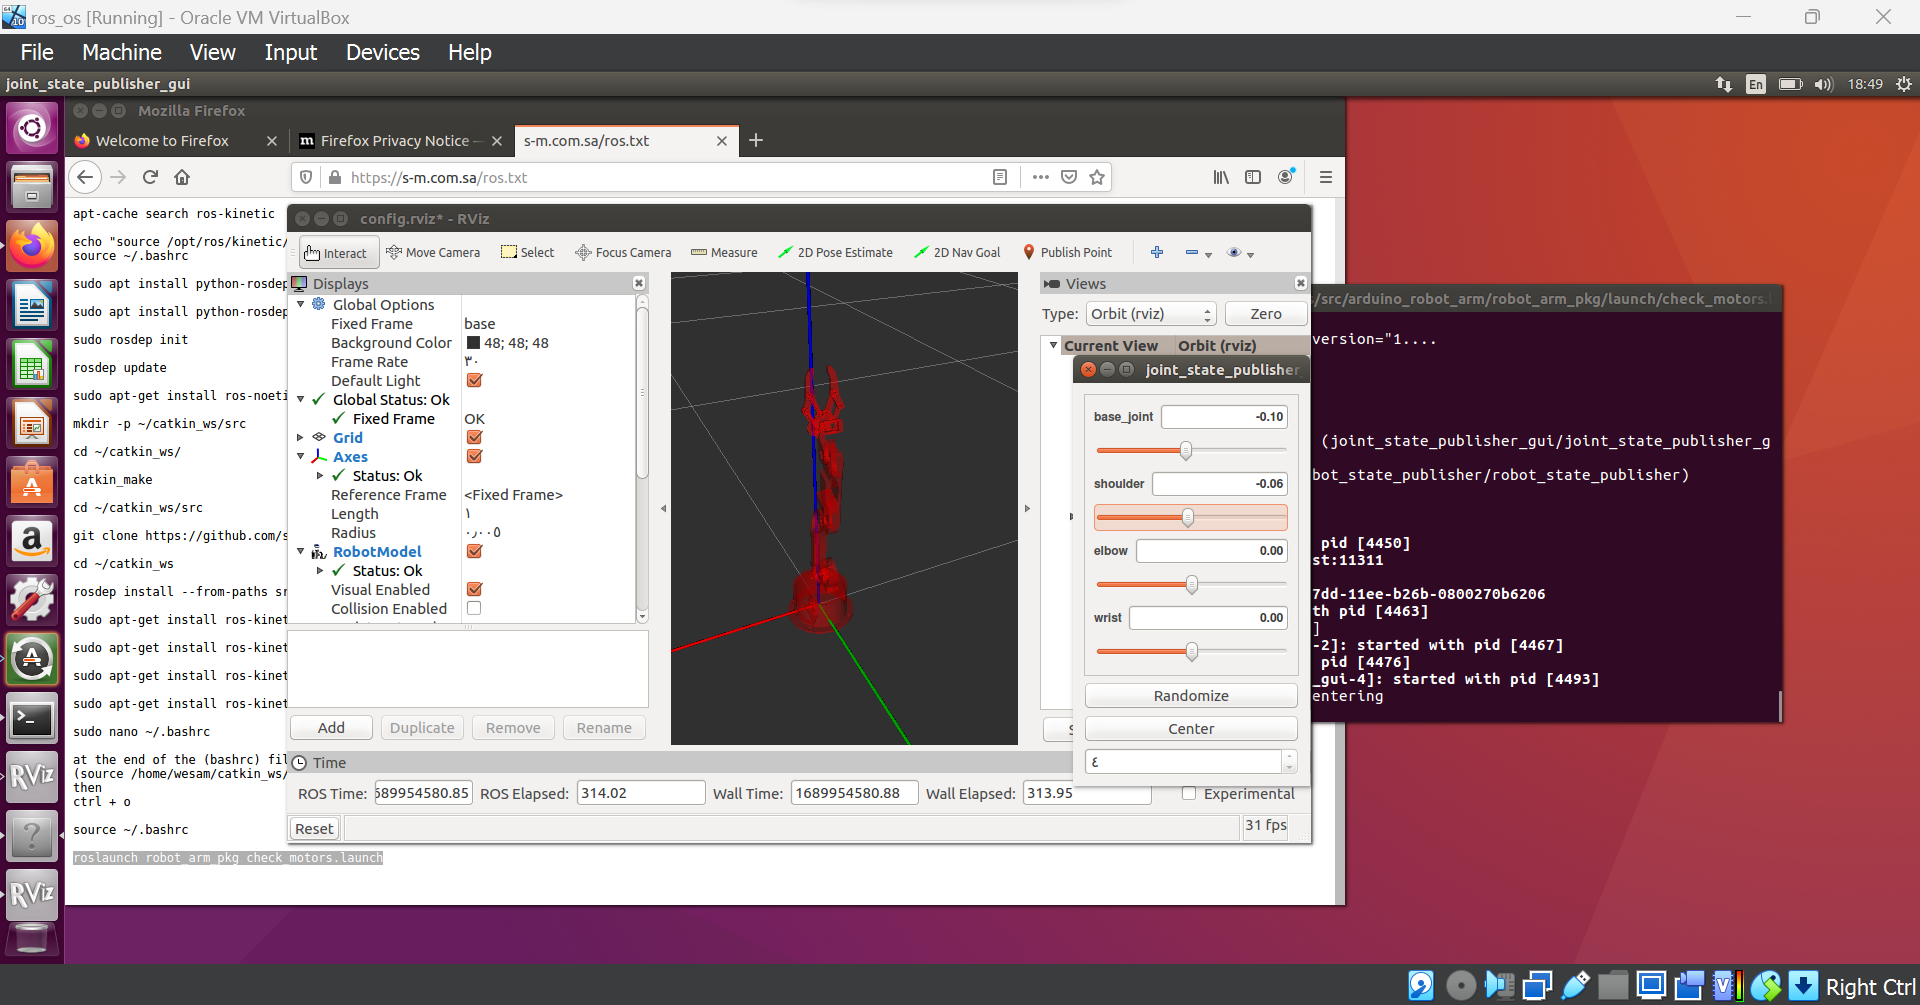 ros_os [Running] - Oracle VM VirtualBox
File Machine View Input Devices Help
joint_state_publisher_gui
En
18:49
Mozilla Firefox
Welcome to Firefox
Firefox Privacy Notice
s-m.com.sa/ros.txt
https://s-m.com.sa/ros.txt
apt-cache search ros-kinetic
echo "source /opt/ros/kinetic/
source ~/.bashrc
sudo apt install python-rosdep
sudo apt install python-rosdep
sudo rosdep init
rosdep update
sudo apt-get install ros-noeti
mkdir -p ~/catkin_ws/src
cd ~/catkin_ws/
catkin_make
cd ~/catkin_ws/src
git clone https://github.com/s
cd ~/catkin_ws
rosdep install --from-paths sr
sudo apt-get install ros-kinet
sudo apt-get install ros-kinet
sudo apt-get install ros-kinet
sudo apt-get install ros-kinet
sudo nano ~/.bashrc
at the end of the (bashrc) fil
(source /home/wesam/catkin_ws/
then
ctrl + o
source ~/.bashrc
roslaunch robot_arm_pkg check_motors.launch
config.rviz* - RViz
Interact
Move Camera
Select
Focus Camera
Measure
2D Pose Estimate
2D Nav Goal
Publish Point
Displays
Global Options
Fixed Frame base
Background Color 48; 48; 48
Frame Rate ٣٠
Default Light
Global Status: Ok
Fixed Frame OK
Grid
Axes
Status: Ok
Reference Frame <Fixed Frame>
Length ١
Radius ٠٫٠٠٥
RobotModel
Status: Ok
Visual Enabled
Collision Enabled
Add
Duplicate
Remove
Rename
Time
ROS Time: 689954580.85
ROS Elapsed: 314.02
Wall Time: 1689954580.88
Wall Elapsed: 313.95
Experimental
Reset
31 fps
Views
Type: Orbit (rviz)
Zero
Current View Orbit (rviz)
joint_state_publisher
base_joint -0.10
shoulder -0.06
elbow 0.00
wrist 0.00
Randomize
Center
٤
/src/arduino_robot_arm/robot_arm_pkg/launch/check_motors.l
version="1....
(joint_state_publisher_gui/joint_state_publisher_g
bot_state_publisher/robot_state_publisher)
pid [4450]
st:11311
7dd-11ee-b26b-0800270b6206
th pid [4463]
]
-2]: started with pid [4467]
pid [4476]
_gui-4]: started with pid [4493]
entering
RViz
RViz
Right Ctrl